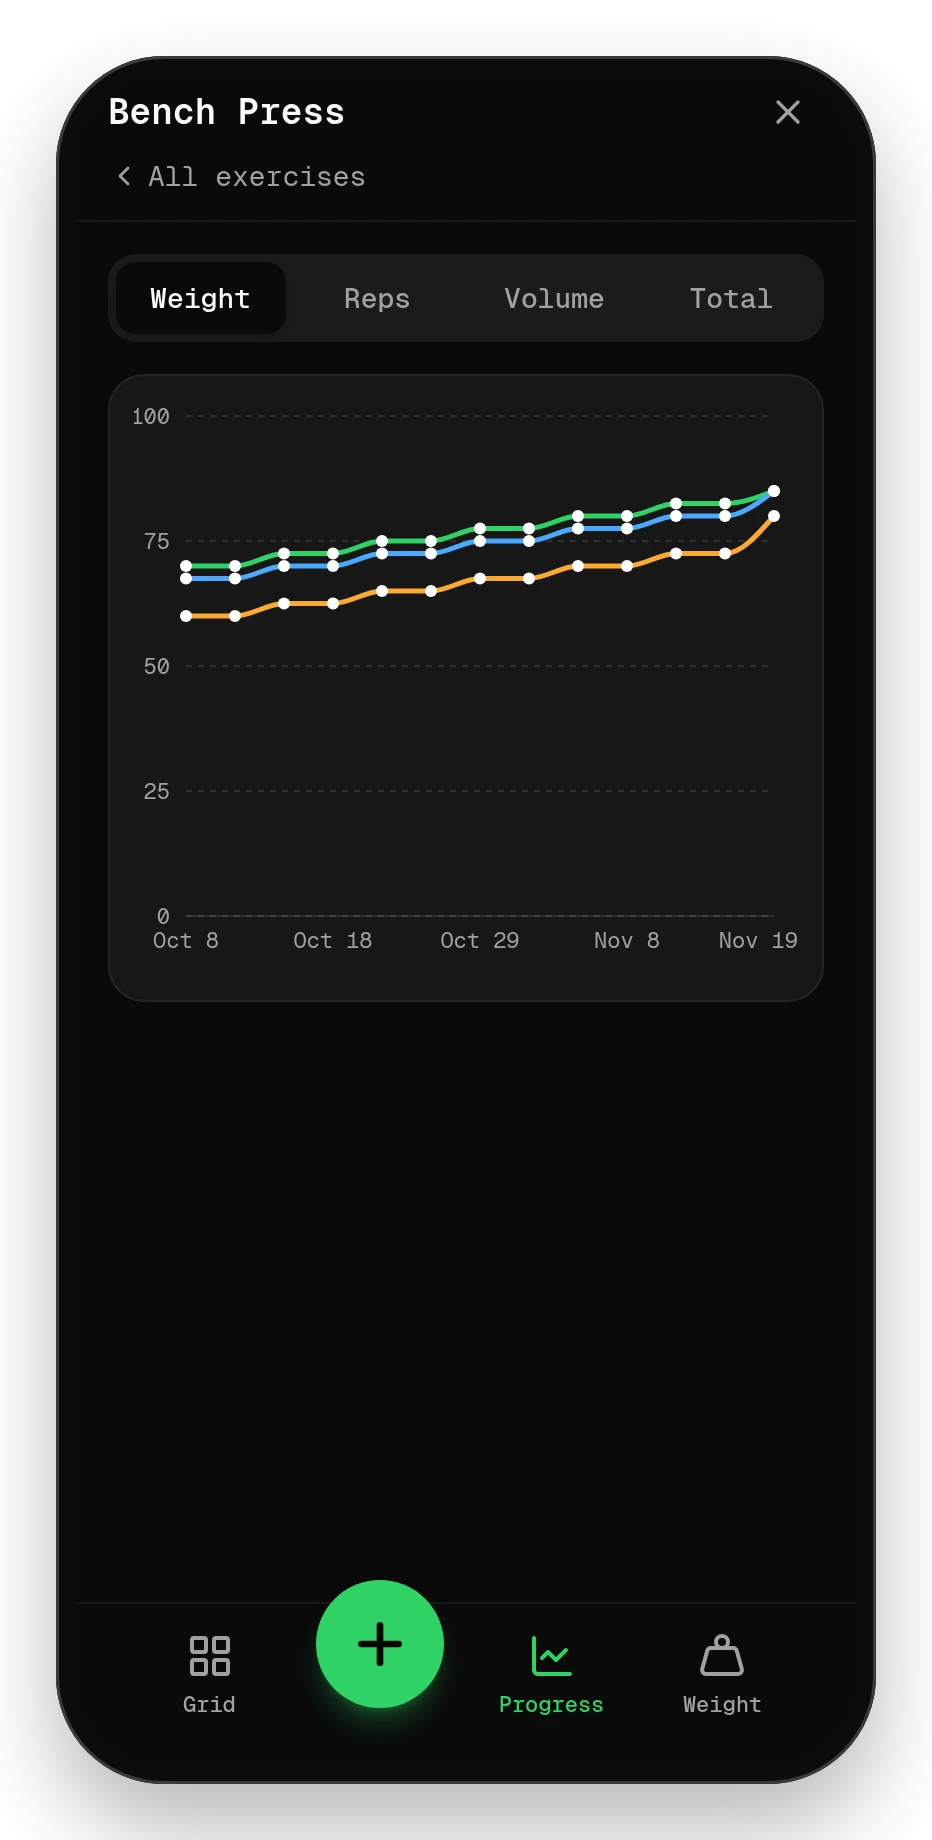 Bench Press
All exercises
Weight Reps Volume Total
100
75
50
25
0
Oct 8 Oct 18 Oct 29 Nov 8 Nov 19
Grid Progress Weight